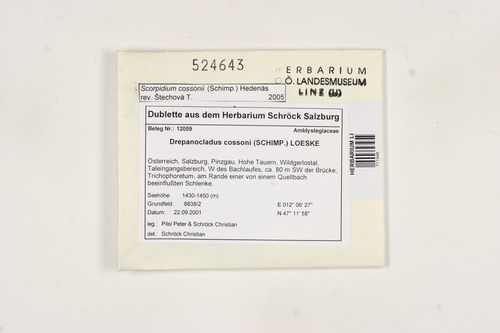 524643
HERBARIUM
O.Ö. LANDESMUSEUM
LINZ (LI)
Scorpidium cossonii (Schimp.) Hedenäs
rev. Štechová T. 2005
Dublette aus dem Herbarium Schröck Salzburg
Beleg Nr.: 12059 Amblystegiaceae
Drepanocladus cossoni (SCHIMP.) LOESKE
Österreich, Salzburg, Pinzgau, Hohe Tauern, Wildgerlostal,
Taleingangsbereich, W des Bachlaufes, ca. 80 m SW der Brücke,
Trichophoretum, am Rande einer von einem Quellbach
beeinflußten Schlenke.
Seehöhe: 1430-1450 (m)
Grundfeld: 8838/2 E 012° 06' 27"
Datum: 22.09.2001 N 47° 11' 58"
leg.: Pilsl Peter & Schröck Christian
det.: Schröck Christian
HERBARIUM LI